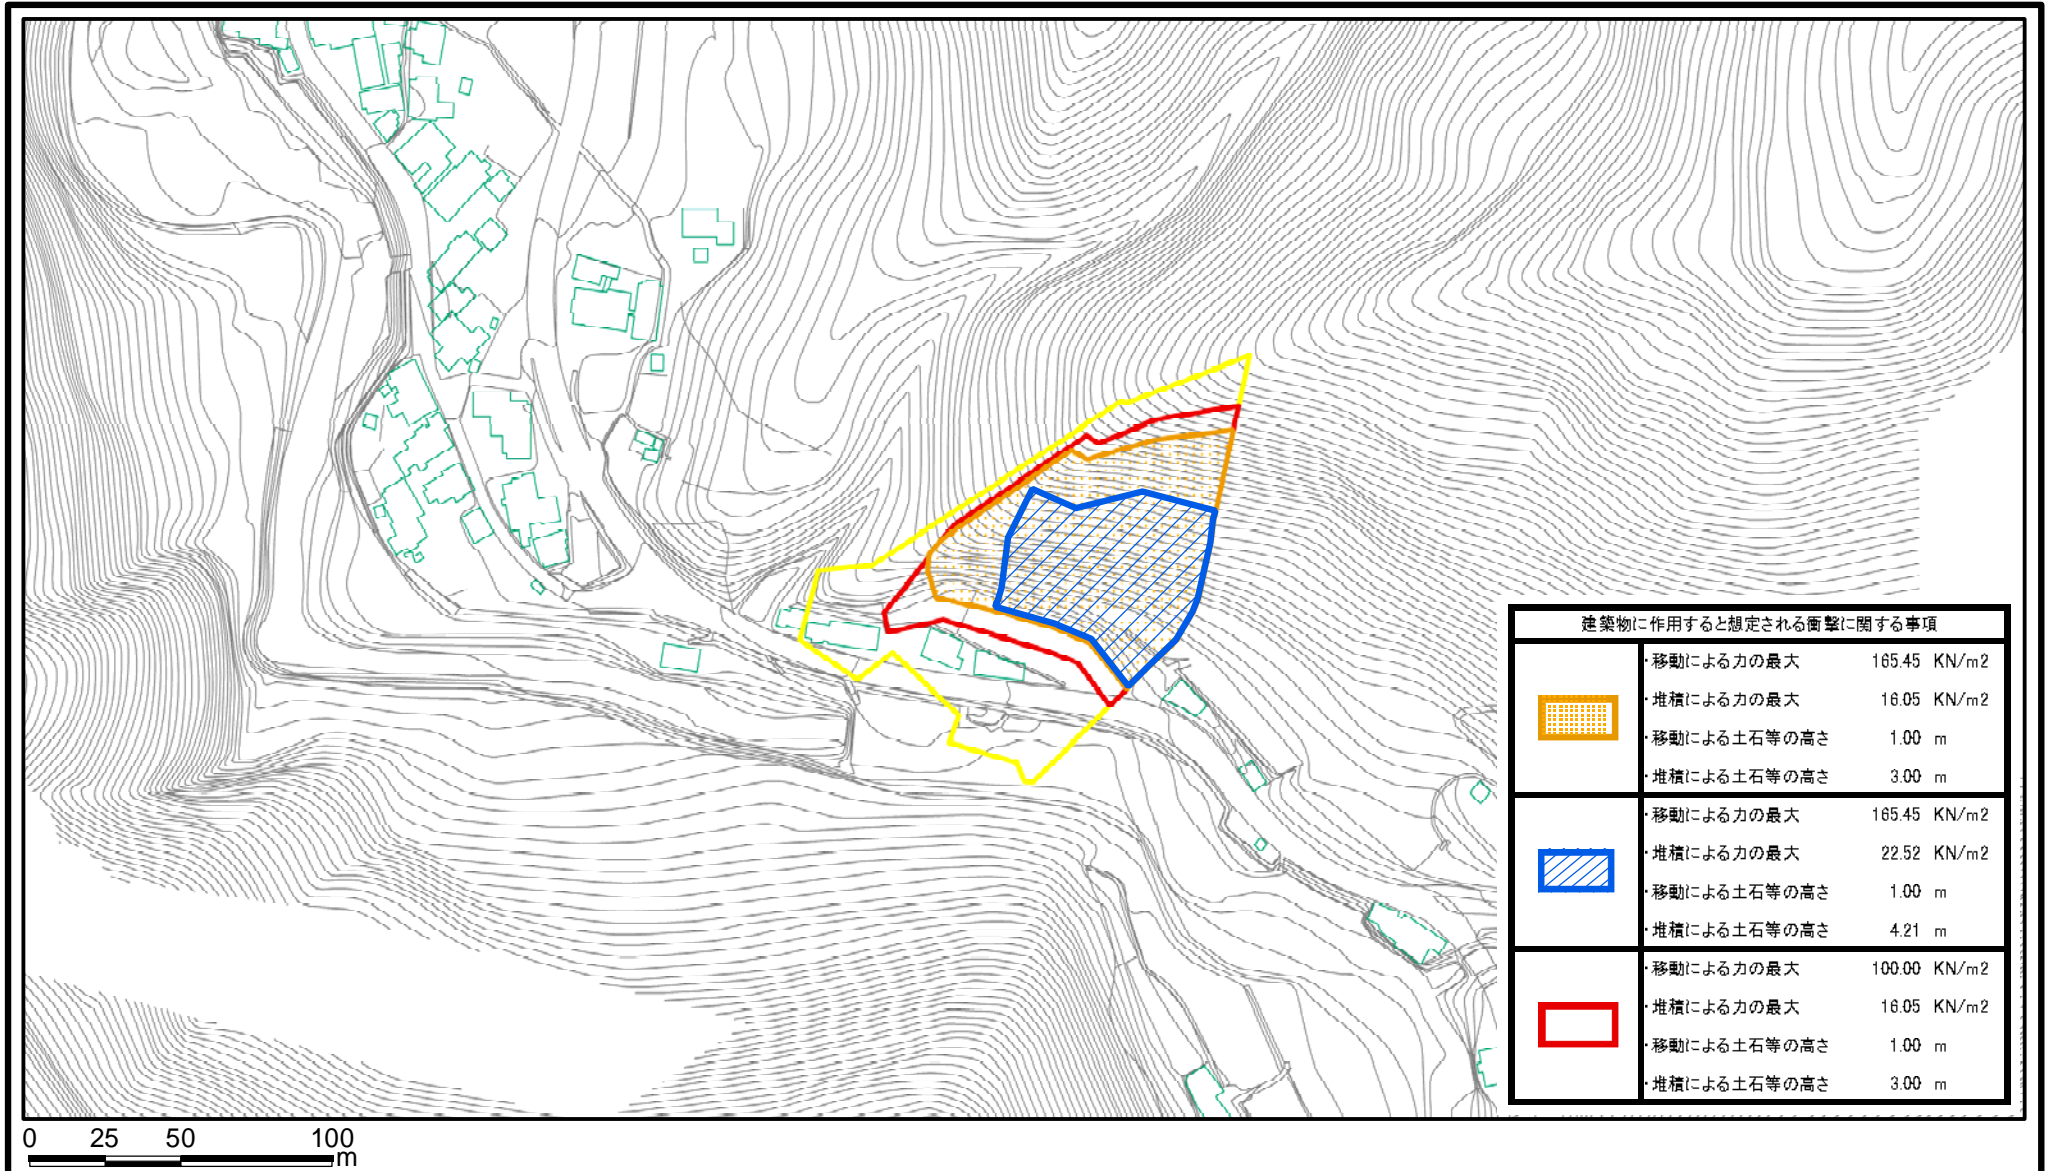 建築物に作用すると想定される衝撃に関する事項
・移動による力の最大 165.45 KN/m2
・堆積による力の最大 16.05 KN/m2
・移動による土石等の高さ 1.00 m
・堆積による土石等の高さ 3.00 m
・移動による力の最大 165.45 KN/m2
・堆積による力の最大 22.52 KN/m2
・移動による土石等の高さ 1.00 m
・堆積による土石等の高さ 4.21 m
・移動による力の最大 100.00 KN/m2
・堆積による力の最大 16.05 KN/m2
・移動による土石等の高さ 1.00 m
・堆積による土石等の高さ 3.00 m
0 25 50 100
m